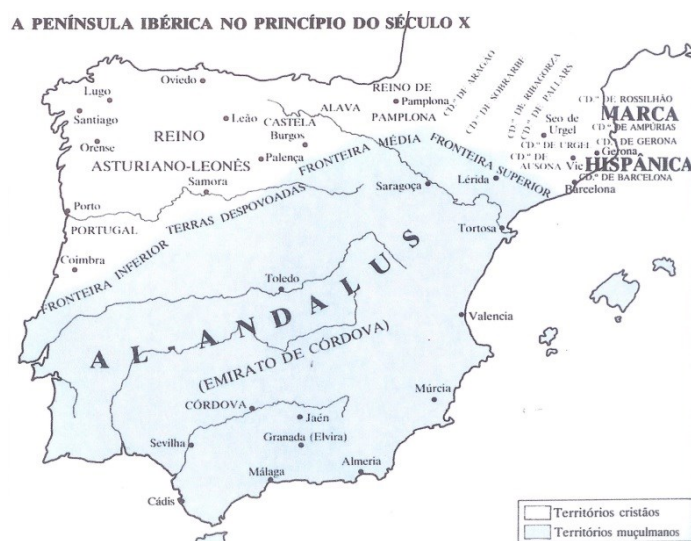 A PENÍNSULA IBÉRICA NO PRINCÍPIO DO SÉCULO X
Oviedo
Lugo
Santiago
Orense
REINO
ASTURIANO-LEONÊS
Leão
CASTELA
Burgos
Palença
Samora
ALAVA
REINO DE
Pamplona
PAMPLONA
CD.º DE ARAGÃO
CD.º DE SOBRARBE
CD.º DE RIBAGORZA
CD.º DE PALLARS
Seo de
Urgel
CD.º DE URGEL
CD.º DE
AUSONA
Vic
CD.º DE ROSSILHÃO
MARCA
CD.º DE AMPÚRIAS
CD.º DE GERONA
Gerona
HISPÂNICA
CD.º DE BARCELONA
Barcelona
FRONTEIRA MÉDIA
FRONTEIRA SUPERIOR
Saragoça
Lérida
Tortosa
Porto
PORTUGAL
Coimbra
FRONTEIRA INFERIOR
TERRAS DESPOVOADAS
Toledo
AL-ANDALUS
(EMIRATO DE CÓRDOVA)
Valencia
Múrcia
CÓRDOVA
Jaén
Sevilha
Granada (Elvira)
Málaga
Almeria
Cádis
Territórios cristãos
Territórios muçulmanos